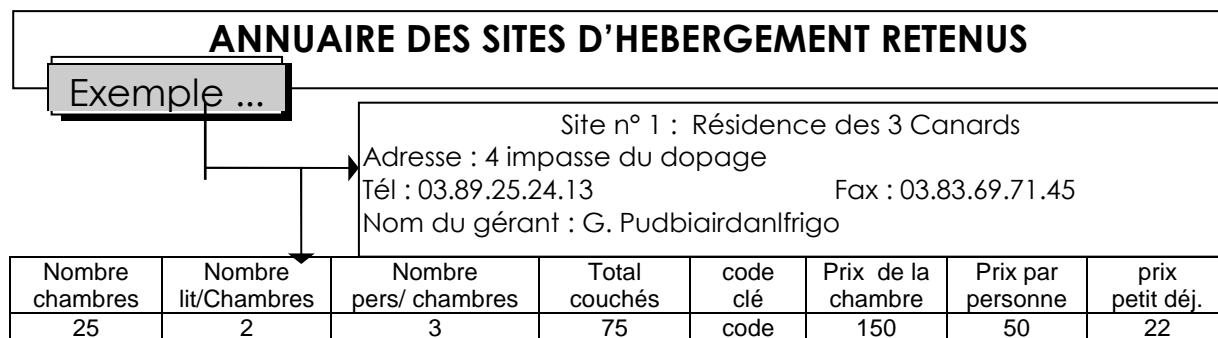 ANNUAIRE DES SITES D'HEBERGEMENT RETENUS
Exemple ...
Site n° 1 : Résidence des 3 Canards
Adresse : 4 impasse du dopage
Tél : 03.89.25.24.13 Fax : 03.83.69.71.45
Nom du gérant : G. Pudbiairdanlfrigo
Nombre chambres Nombre lit/Chambres Nombre pers/ chambres Total couchés code clé Prix de la chambre Prix par personne prix petit déj.
25 2 3 75 code 150 50 22